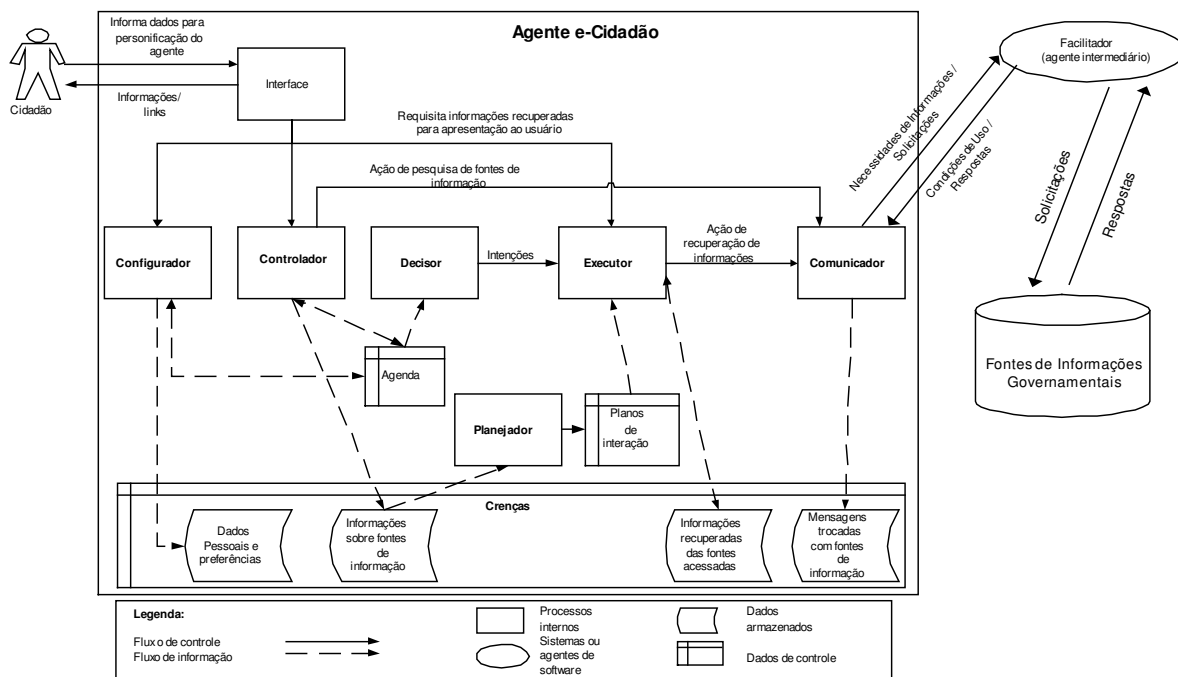 Informa dados para
personificação do
agente
Cidadão
Informações/
links
Agente e-Cidadão
Interface
Requisita informações recuperadas
para apresentação ao usuário
Ação de pesquisa de fontes de
informação
Configurador
Controlador
Decisor
Intenções
Executor
Ação de
recuperação de
informações
Comunicador
Necessidades de Informações /
Solicitações
Condições de Uso /
Respostas
Facilitador
(agente intermediário)
Solicitações
Respostas
Fontes de Informações
Governamentais
Agenda
Planejador
Planos
de
interação
Crenças
Dados
Pessoais e
preferências
Informações
sobre fontes
de
informação
Informações
recuperadas
das fontes
acessadas
Mensagens
trocadas
com fontes
de
informação
Legenda:
Fluxo de controle
Fluxo de informação
Processos
internos
Sistemas ou
agentes de
software
Dados
armazenados
Dados de controle